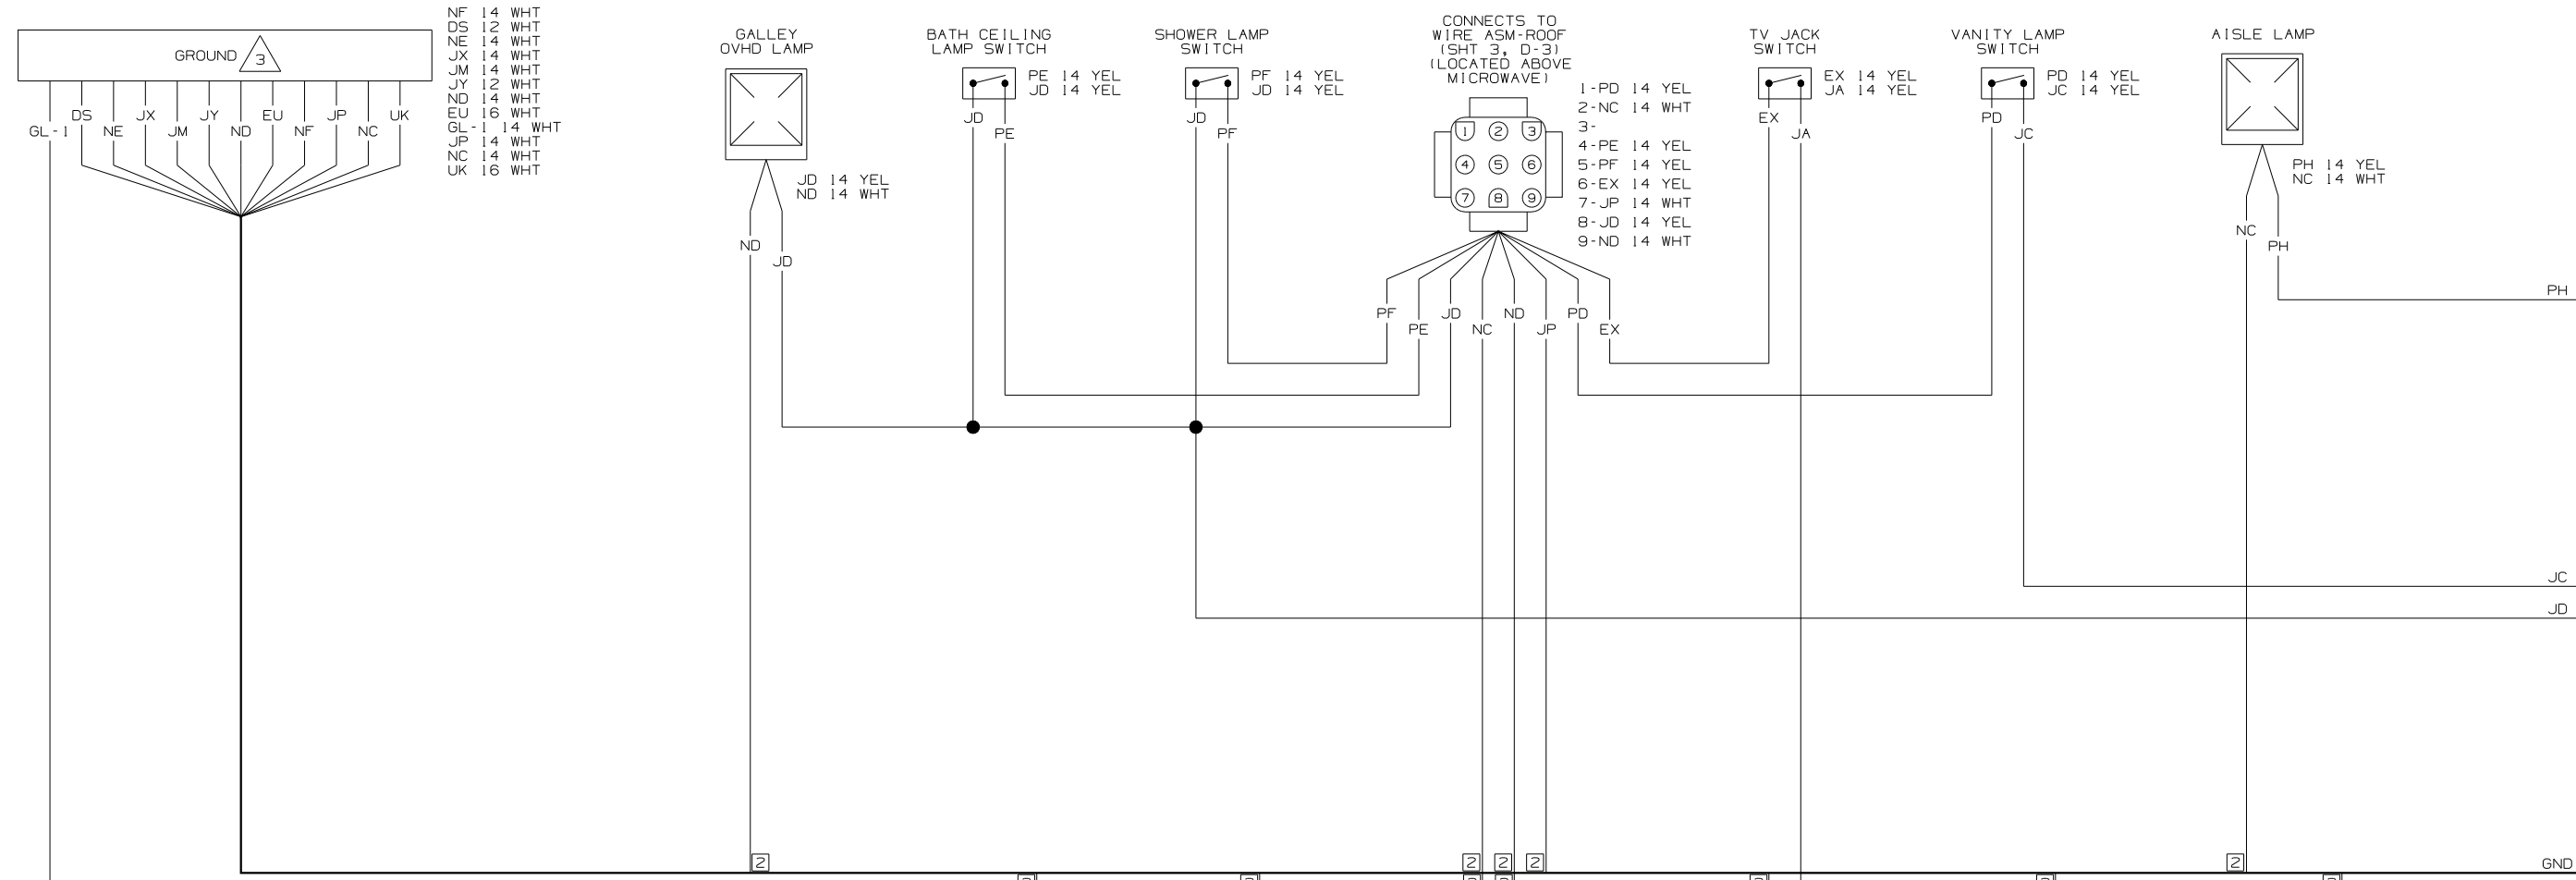 GROUND 3
NF 14 WHT
DS 12 WHT
NE 14 WHT
JX 14 WHT
JM 14 WHT
JY 12 WHT
ND 14 WHT
EU 16 WHT
GL-1 14 WHT
JP 14 WHT
NC 14 WHT
UK 16 WHT
DS JX JY EU JP UK
GL-1 NE JM ND NF NC
GALLEY
OVHD LAMP
JD 14 YEL
ND 14 WHT
ND
JD
BATH CEILING
LAMP SWITCH
PE 14 YEL
JD 14 YEL
JD
PE
SHOWER LAMP
SWITCH
PF 14 YEL
JD 14 YEL
JD
PF
CONNECTS TO
WIRE ASM-ROOF
(SHT 3, D-3)
(LOCATED ABOVE
MICROWAVE)
1 2 3
4 5 6
7 8 9
1-PD 14 YEL
2-NC 14 WHT
3-
4-PE 14 YEL
5-PF 14 YEL
6-EX 14 YEL
7-JP 14 WHT
8-JD 14 YEL
9-ND 14 WHT
PF JD ND PD
PE NC JP EX
TV JACK
SWITCH
EX 14 YEL
JA 14 YEL
EX
JA
VANITY LAMP
SWITCH
PD 14 YEL
JC 14 YEL
PD
JC
AISLE LAMP
PH 14 YEL
NC 14 WHT
NC
PH
PH
JC
JD
2 2 2 2 2 GND